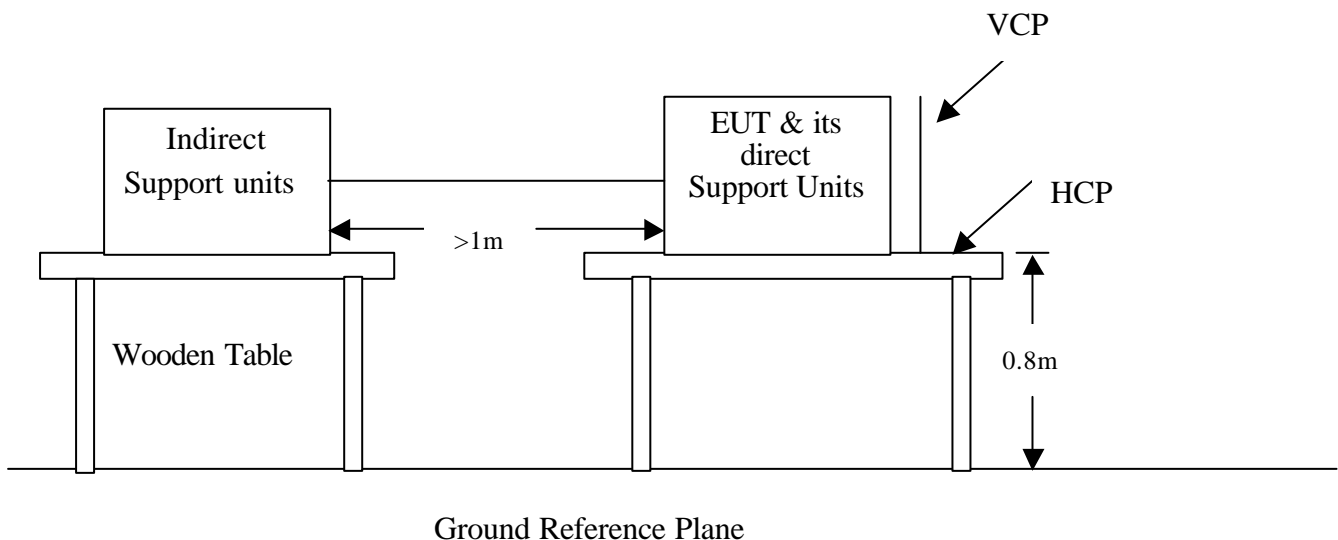 VCP
Indirect
Support units
EUT & its
direct
Support Units
HCP
>1m
Wooden Table
0.8m
Ground Reference Plane